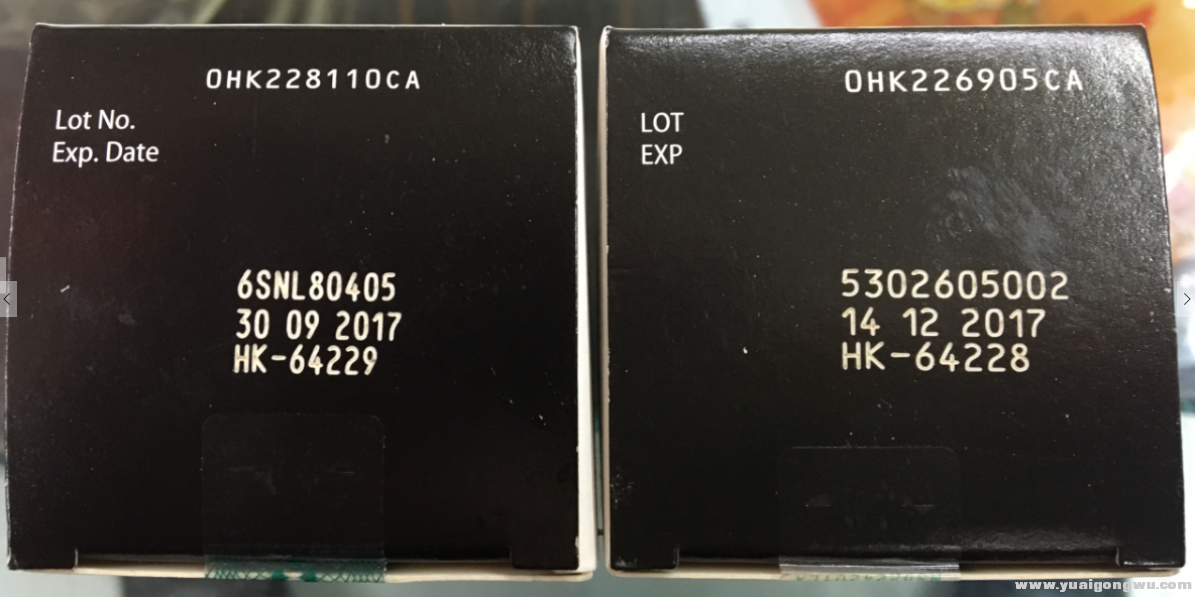 0HK228110CA
Lot No.
Exp. Date
6SNL80405
30 09 2017
HK-64229
0HK226905CA
LOT
EXP
5302605002
14 12 2017
HK-64228
www.yuaigongwu.com